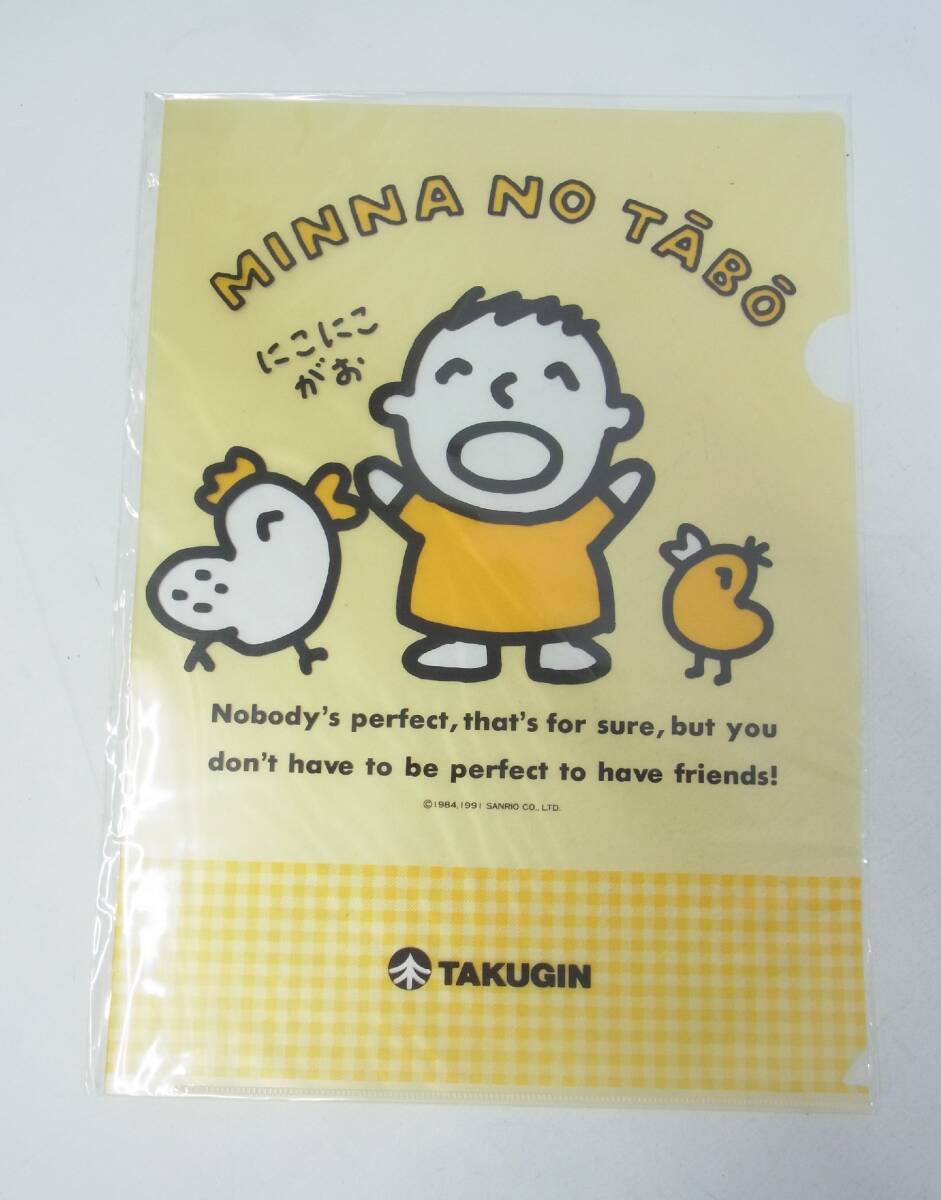 MINNA NO TĀBŌ
にこにこ
がお
Nobody's perfect, that's for sure, but you
don't have to be perfect to have friends!
©1984, 1991 SANRIO CO., LTD.
TAKUGIN